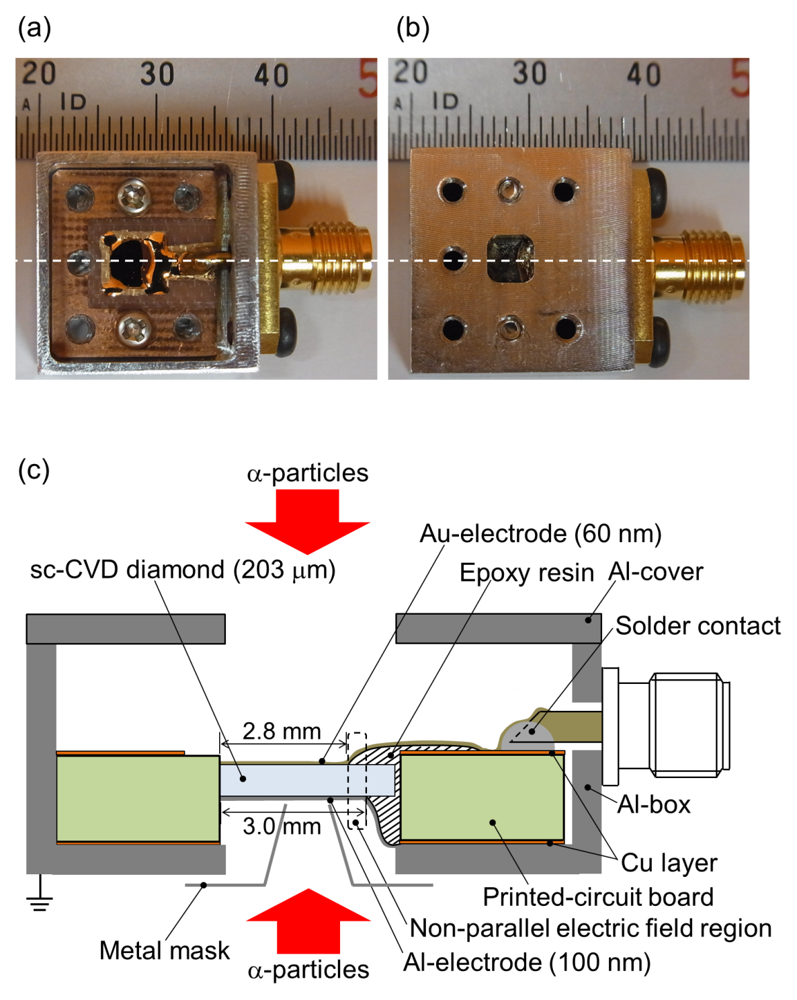 (a)
(b)
20 30 40 5
A ID
20 30 40 5
A ID
(c)
α-particles
Au-electrode (60 nm)
sc-CVD diamond (203 μm)
Epoxy resin
Al-cover
Solder contact
2.8 mm
3.0 mm
Al-box
Cu layer
Printed-circuit board
Non-parallel electric field region
Metal mask
Al-electrode (100 nm)
α-particles